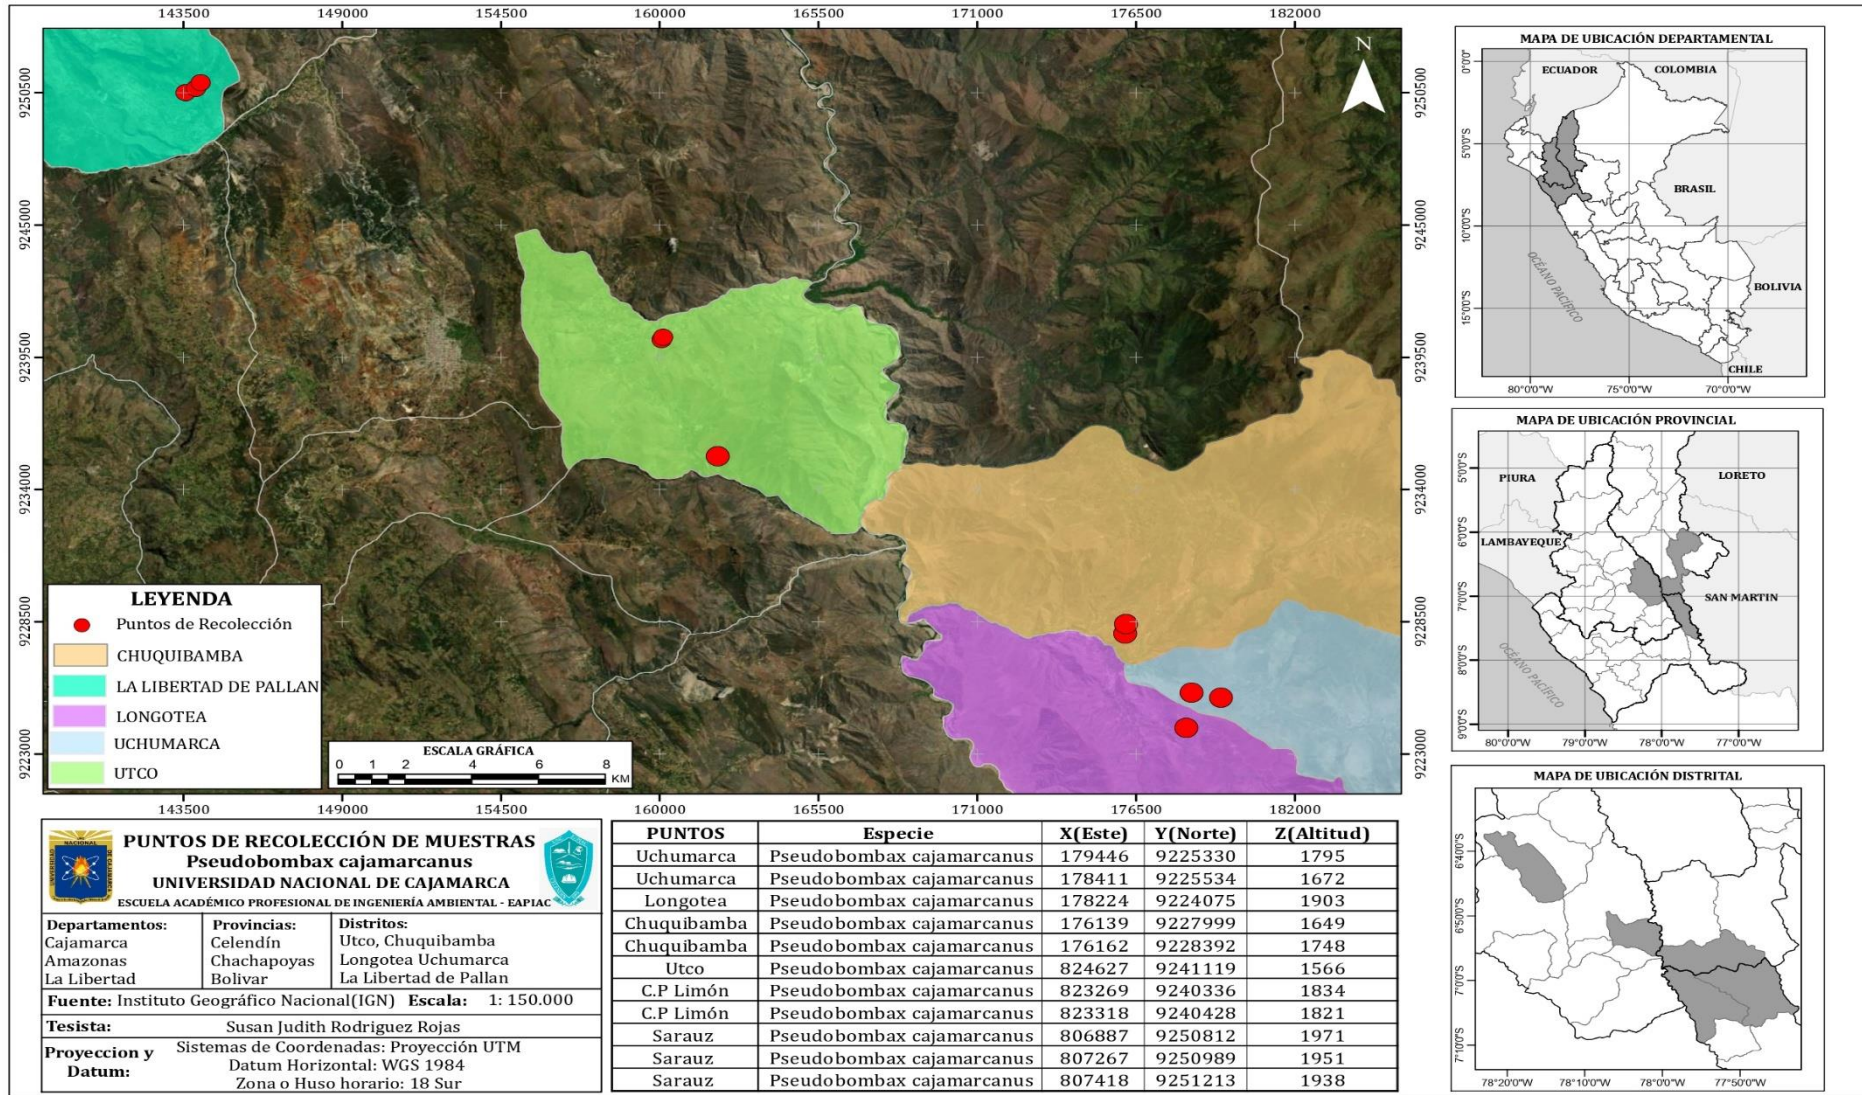 143500 149000 154500 160000 165500 171000 176500 182000
9250500
9245000
9239500
9234000
9228500
9223000
N
9250500
9245000
9239500
9234000
9228500
9223000
LEYENDA
Puntos de Recolección
CHUQUIBAMBA
LA LIBERTAD DE PALLAN
LONGOTEA
UCHUMARCA
UTCO
ESCALA GRÁFICA
0 1 2 4 6 8
KM
143500 149000 154500 160000 165500 171000 176500 182000
MAPA DE UBICACIÓN DEPARTAMENTAL
ECUADOR COLOMBIA
BRASIL
BOLIVIA
CHILE
OCÉANO PACÍFICO
0°0'0"
5°0'0"S
10°0'0"S
15°0'0"S
80°0'0"W 75°0'0"W 70°0'0"W
MAPA DE UBICACIÓN PROVINCIAL
PIURA LORETO
LAMBAYEQUE
SAN MARTIN
OCÉANO PACÍFICO
5°0'0"S
6°0'0"S
7°0'0"S
8°0'0"S
9°0'0"S
80°0'0"W 79°0'0"W 78°0'0"W 77°0'0"W
MAPA DE UBICACIÓN DISTRITAL
6°40'0"S
6°50'0"S
7°0'0"S
7°10'0"S
78°20'0"W 78°10'0"W 78°0'0"W 77°50'0"W
PUNTOS DE RECOLECCIÓN DE MUESTRAS
Pseudobombax cajamarcanus
UNIVERSIDAD NACIONAL DE CAJAMARCA
ESCUELA ACADÉMICO PROFESIONAL DE INGENIERÍA AMBIENTAL - EAPIAC
Departamentos: Provincias: Distritos:
Cajamarca Celendín Utco, Chuquibamba
Amazonas Chachapoyas Longotea Uchumarca
La Libertad Bolivar La Libertad de Pallan
Fuente: Instituto Geográfico Nacional(IGN) Escala: 1: 150.000
Tesista: Susan Judith Rodriguez Rojas
Proyeccion y Datum: Sistemas de Coordenadas: Proyección UTM
Datum Horizontal: WGS 1984
Zona o Huso horario: 18 Sur
PUNTOS Especie X(Este) Y(Norte) Z(Altitud)
Uchumarca Pseudobombax cajamarcanus 179446 9225330 1795
Uchumarca Pseudobombax cajamarcanus 178411 9225534 1672
Longotea Pseudobombax cajamarcanus 178224 9224075 1903
Chuquibamba Pseudobombax cajamarcanus 176139 9227999 1649
Chuquibamba Pseudobombax cajamarcanus 176162 9228392 1748
Utco Pseudobombax cajamarcanus 824627 9241119 1566
C.P Limón Pseudobombax cajamarcanus 823269 9240336 1834
C.P Limón Pseudobombax cajamarcanus 823318 9240428 1821
Sarauz Pseudobombax cajamarcanus 806887 9250812 1971
Sarauz Pseudobombax cajamarcanus 807267 9250989 1951
Sarauz Pseudobombax cajamarcanus 807418 9251213 1938